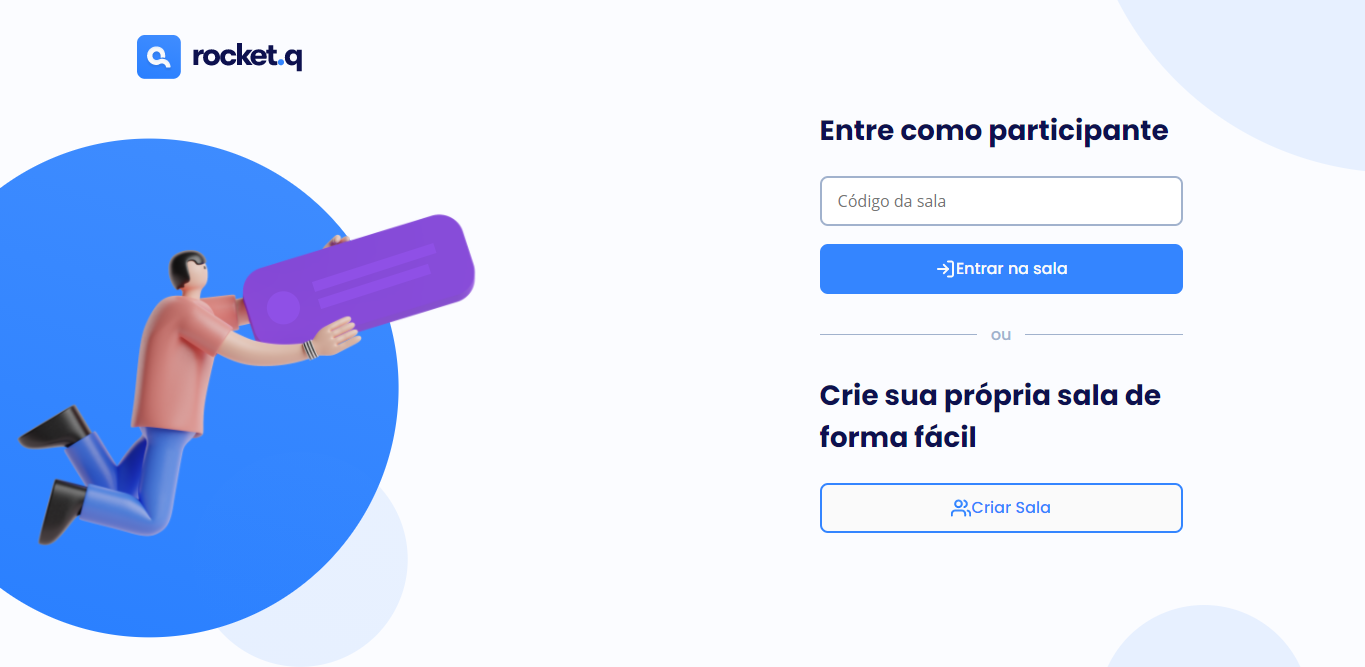 rocket.q
Entre como participante
Código da sala
Entrar na sala
ou
Crie sua própria sala de
forma fácil
Criar Sala